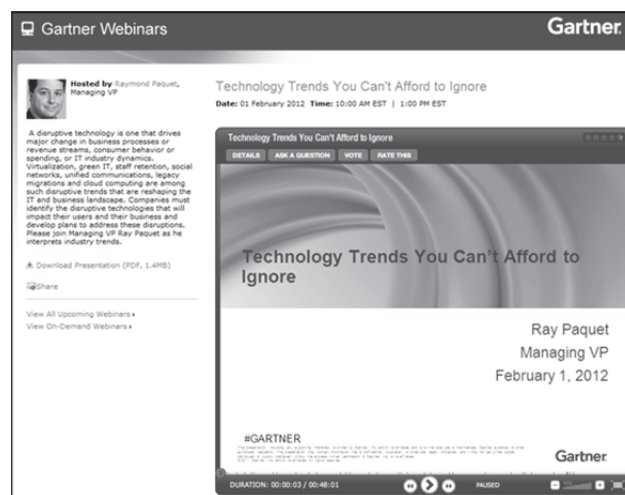 Gartner Webinars
Gartner
Hosted by Raymond Paquet,
Managing VP
A disruptive technology is one that drives
major change in business processes or
revenue streams, consumer behavior or
spending, or IT industry dynamics.
Virtualization, green IT, staff retention, social
networks, unified communications, legacy
migrations and cloud computing are among
such disruptive trends that are reshaping the
IT and business landscape. Companies must
identify the disruptive technologies that will
impact their users and their business and
develop plans to address these disruptions.
Please join Managing VP Ray Paquet as he
interprets industry trends.
Download Presentation (PDF, 1.4MB)
Share
View All Upcoming Webinars
View On-Demand Webinars
Technology Trends You Can't Afford to Ignore
Date: 01 February 2012 Time: 10:00 AM EST | 1:00 PM EST
Technology Trends You Can't Afford to Ignore
DETAILS ASK A QUESTION VOTE RATE THIS
Technology Trends You Can't Afford to
Ignore
Ray Paquet
Managing VP
February 1, 2012
#GARTNER
Gartner
DURATION: 00:00:03 / 00:48:01 PAUSED